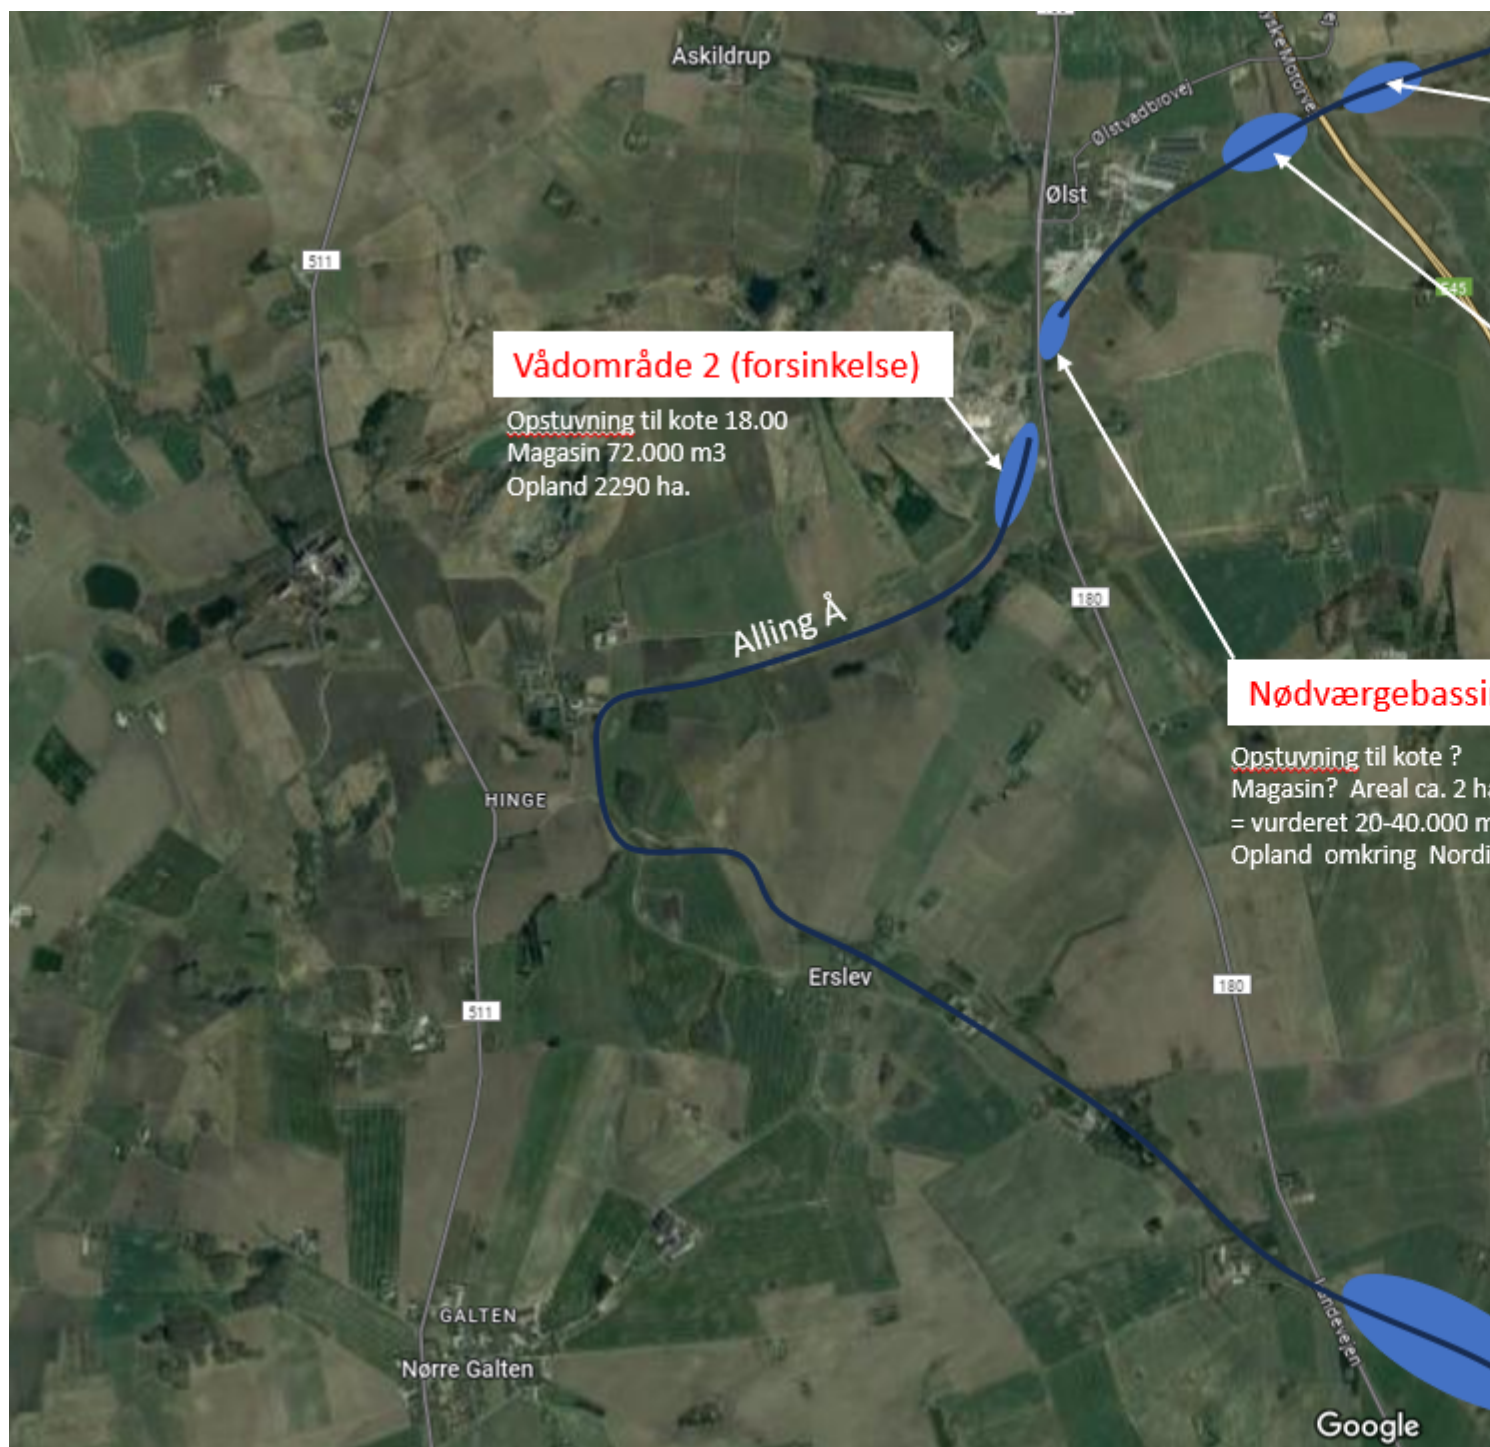 Askildrup
Ølstvadbrovej
Ølst
511
E45
Vådområde 2 (forsinkelse)
Opstuvning til kote 18.00
Magasin 72.000 m3
Opland 2290 ha.
180
Alling Å
Nødværgebassi
Opstuvning til kote ?
Magasin? Areal ca. 2 ha
= vurderet 20-40.000 m
Opland omkring Nordi
HINGE
Erslev
180
511
GALTEN
Nørre Galten
Landevejen
Google